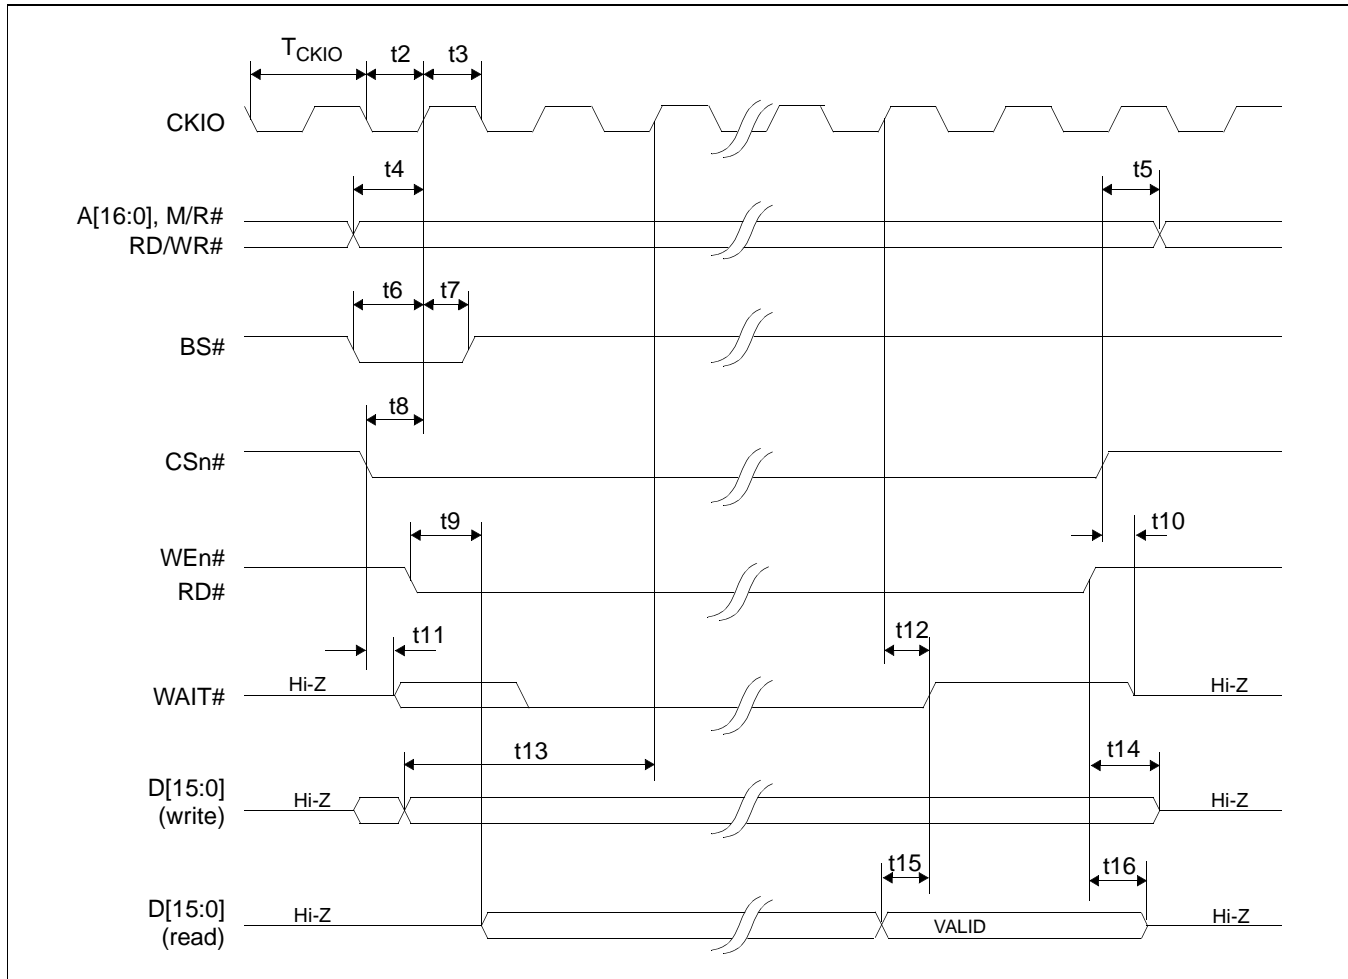 TCKIO t2 t3
CKIO
t4 t5
A[16:0], M/R#
RD/WR#
t6 t7
BS#
t8
CSn#
t9 t10
WEn#
RD#
t11 t12
Hi-Z Hi-Z
WAIT#
t13 t14
D[15:0]
(write)
Hi-Z Hi-Z
t15 t16
D[15:0]
(read)
Hi-Z VALID Hi-Z